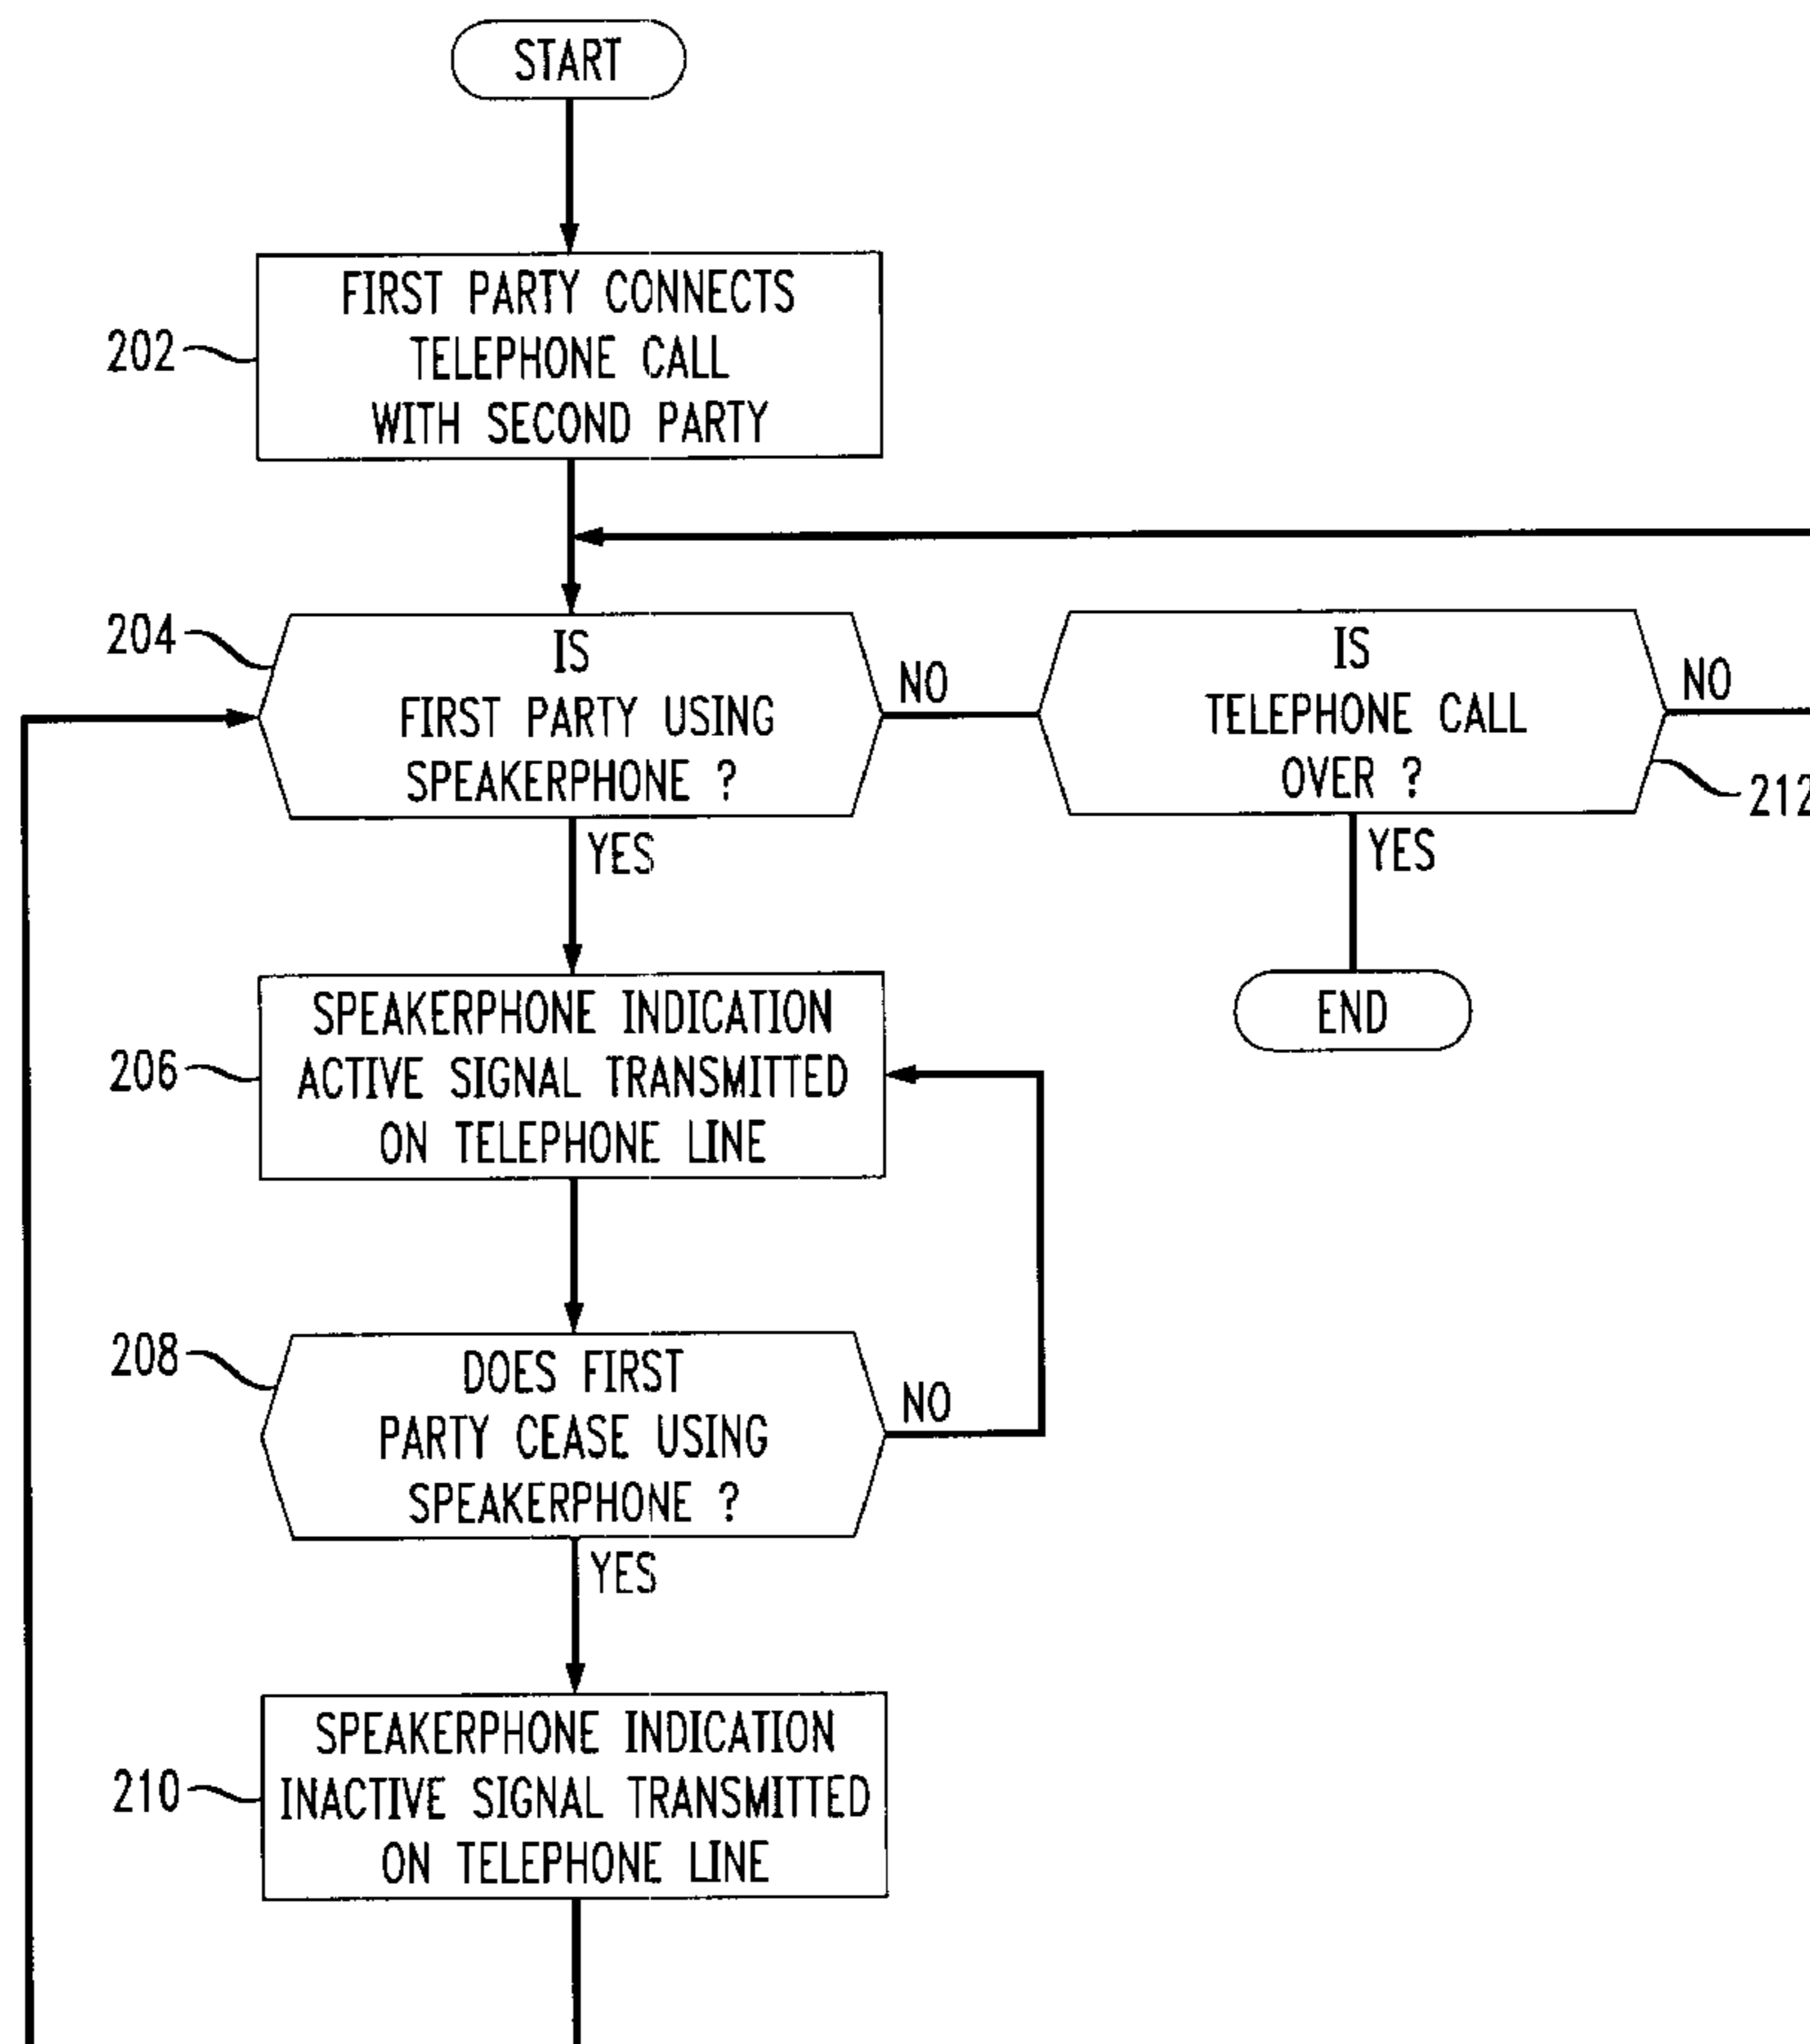 START
202
FIRST PARTY CONNECTS
TELEPHONE CALL
WITH SECOND PARTY
204
IS
FIRST PARTY USING
SPEAKERPHONE ?
NO
IS
TELEPHONE CALL
OVER ?
NO
212
YES
YES
END
206
SPEAKERPHONE INDICATION
ACTIVE SIGNAL TRANSMITTED
ON TELEPHONE LINE
208
DOES FIRST
PARTY CEASE USING
SPEAKERPHONE ?
NO
YES
210
SPEAKERPHONE INDICATION
INACTIVE SIGNAL TRANSMITTED
ON TELEPHONE LINE